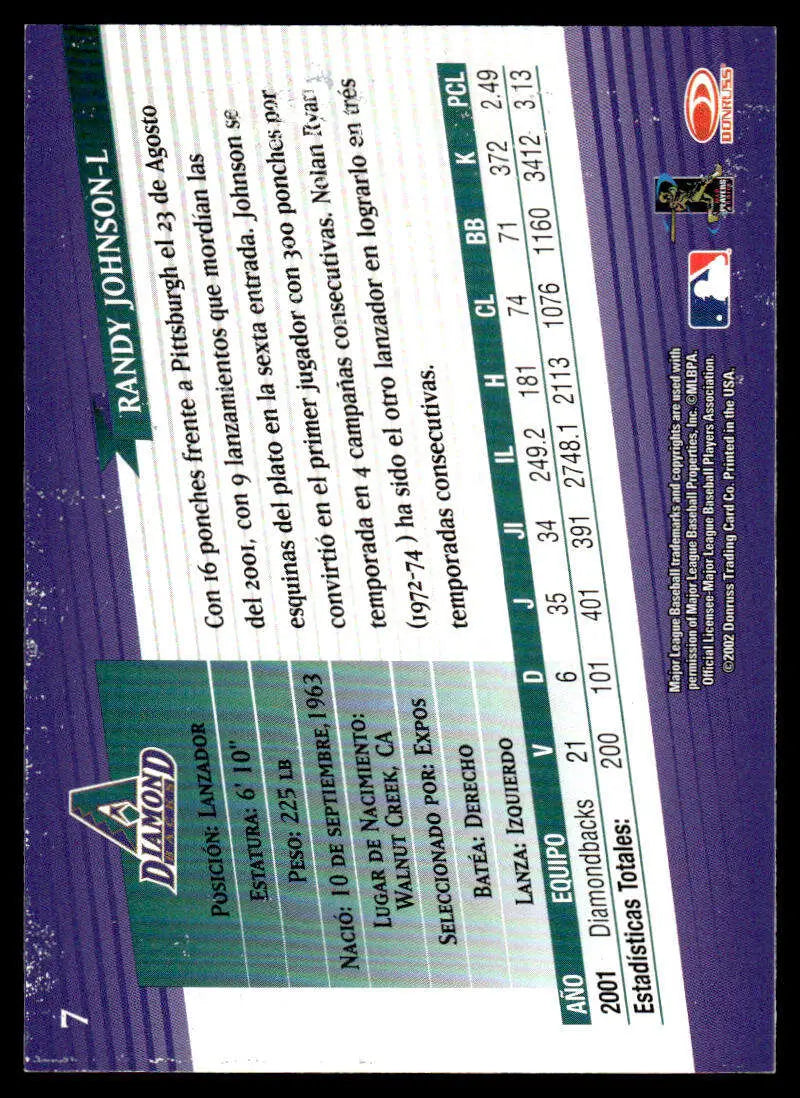 7
RANDY JOHNSON-L
DIAMOND
BACKS
POSICIÓN: LANZADOR
ESTATURA: 6' 10"
PESO: 225 LB
NACIÓ: 10 DE SEPTIEMBRE, 1963
LUGAR DE NACIMIENTO:
WALNUT CREEK, CA
SELECCIONADO POR: EXPOS
BATÉA: DERECHO
LANZA: IZQUIERDO
Con 16 ponches frente a Pittsburgh el 23 de Agosto
del 2001, con 9 lanzamientos que mordían las
esquinas del plato en la sexta entrada. Johnson se
convirtió en el primer jugador con 300 ponches por
temporada en 4 campañas consecutivas. Nolan Ryan
(1972-74 ) ha sido el otro lanzador en lograrlo en tres
temporadas consecutivas.
AÑO EQUIPO V D J JI IL H CL BB K PCL
2001 Diamondbacks 21 6 35 34 249.2 181 74 71 372 2.49
Estadísticas Totales: 200 101 401 391 2748.1 2113 1076 1160 3412 3.13
Major League Baseball trademarks and copyrights are used with
permission of Major League Baseball Properties, Inc. ©MLBPA.
Official Licensee-Major League Baseball Players Association.
©2002 Donruss Trading Card Co. Printed in the USA.
PLAYERS
DONRUSS